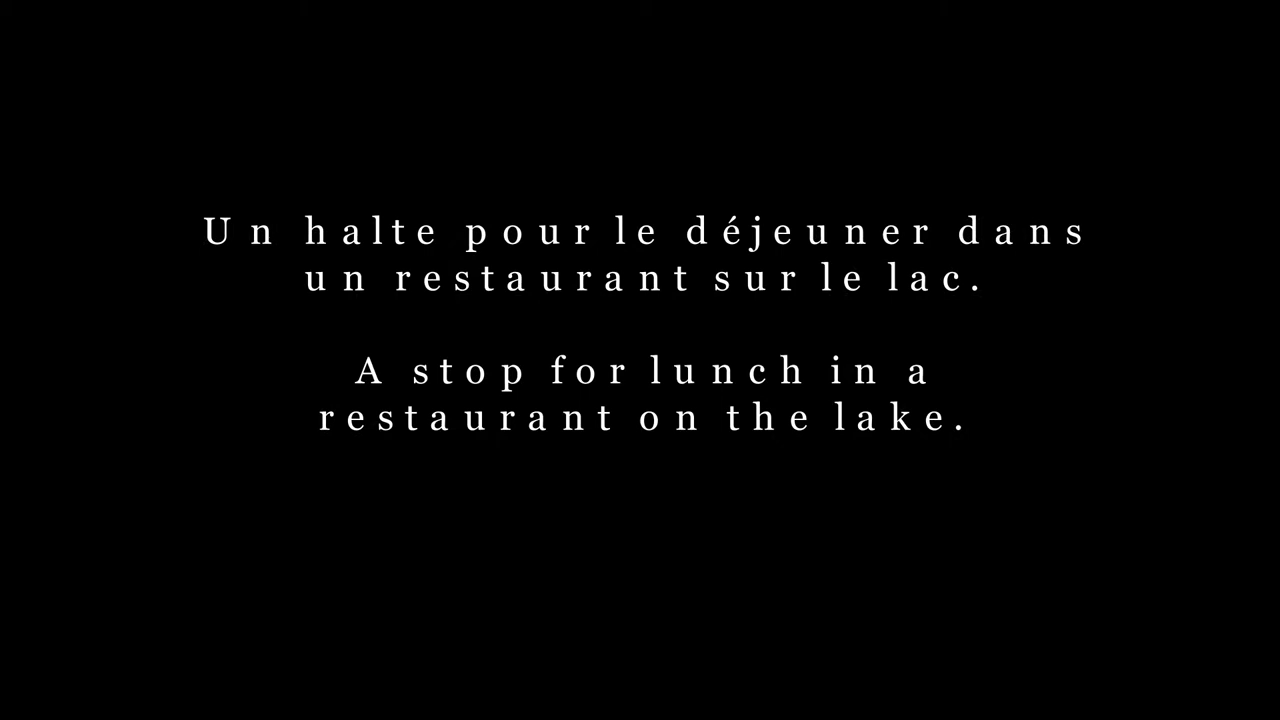 Un halte pour le déjeuner dans
un restaurant sur le lac.
A stop for lunch in a
restaurant on the lake.